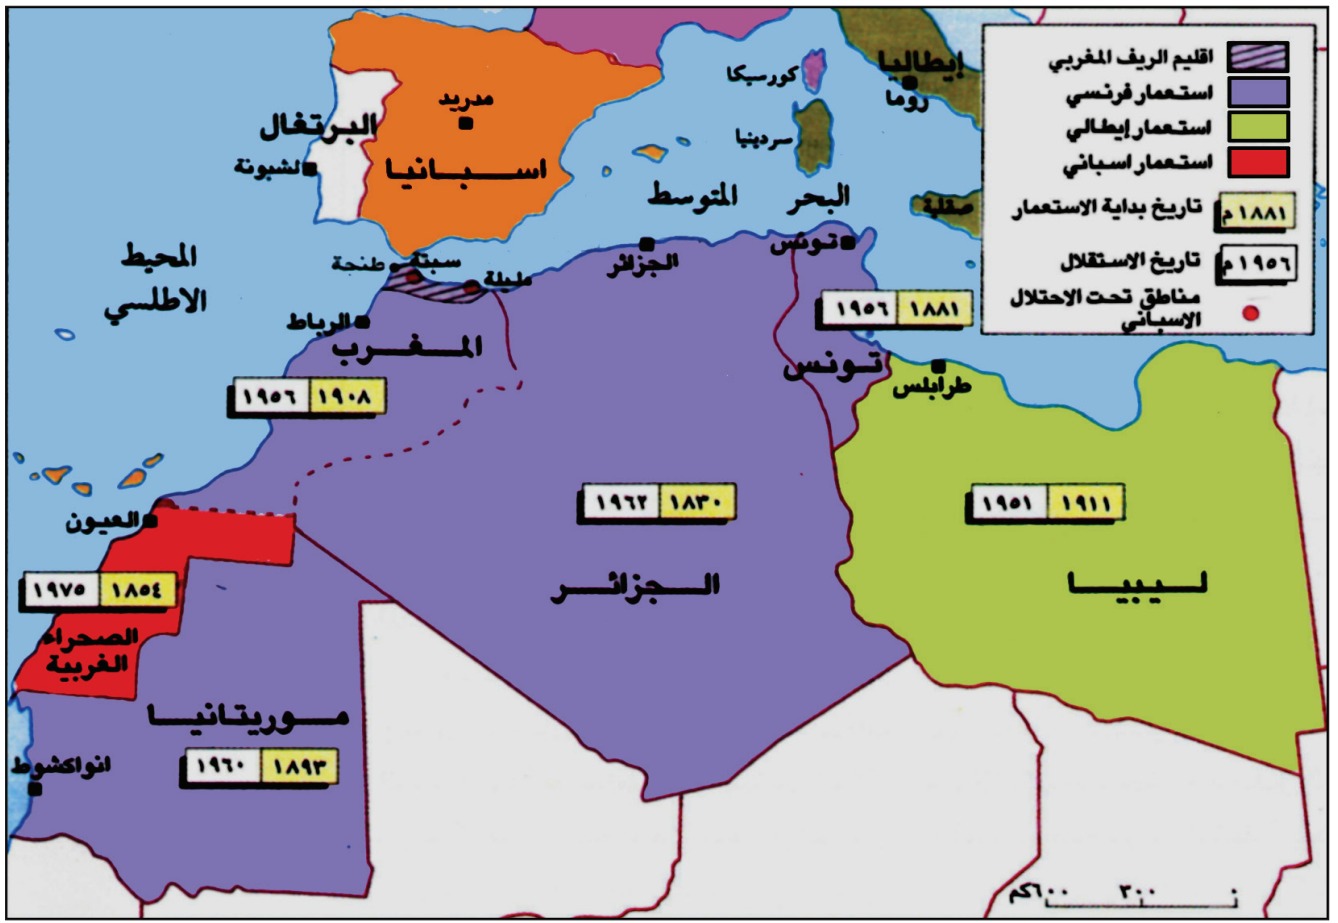 اقليم الريف المغربي
استعمار فرنسي
استعمار إيطالي
استعمار اسباني
١٨٨١م
تاريخ بداية الاستعمار
١٩٥٦م
تاريخ الاستقلال
مناطق تحت الاحتلال
الاسباني
إيطاليا
روما
كورسيكا
سردينيا
صقلية
مدريد
اسبانيا
البرتغال
لشبونة
البحر
المتوسط
المحيط
الاطلسي
سبتة
طنجة
مليلة
الجزائر
تونس
الرباط
المغرب
١٩٥٦ ١٩٠٨
١٩٥٦ ١٨٨١
تونس
طرابلس
١٩٦٢ ١٨٣٠
الجزائر
١٩٥١ ١٩١١
ليبيا
العيون
١٩٧٥ ١٨٥٤
الصحراء
الغربية
موريتانيا
١٩٦٠ ١٨٩٣
انواكشوط
٦٠٠كم ٣٠٠ ٠